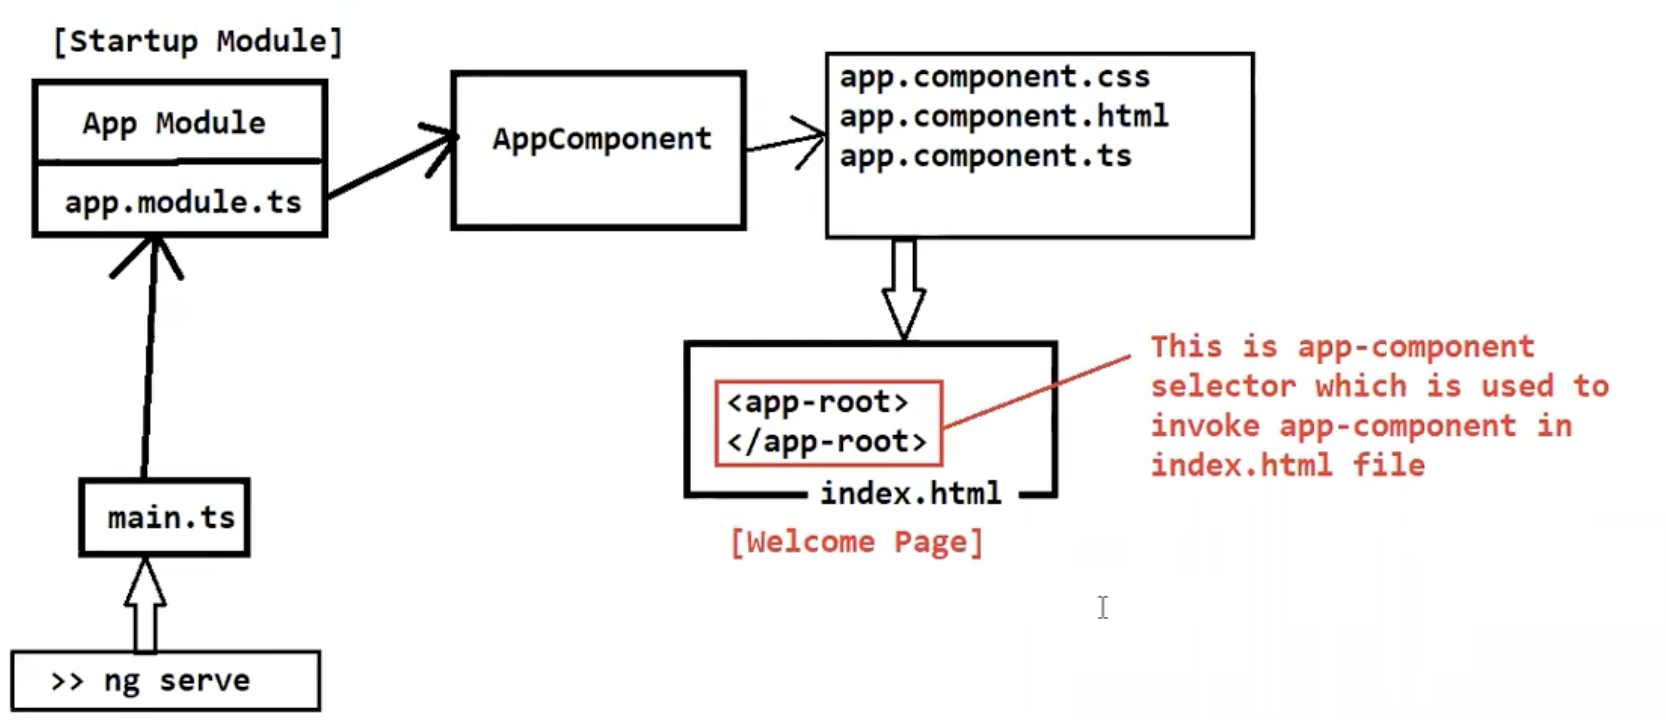 [Startup Module]
App Module
app.module.ts
AppComponent
app.component.css
app.component.html
app.component.ts
<app-root>
</app-root>
index.html
[Welcome Page]
This is app-component
selector which is used to
invoke app-component in
index.html file
main.ts
>> ng serve